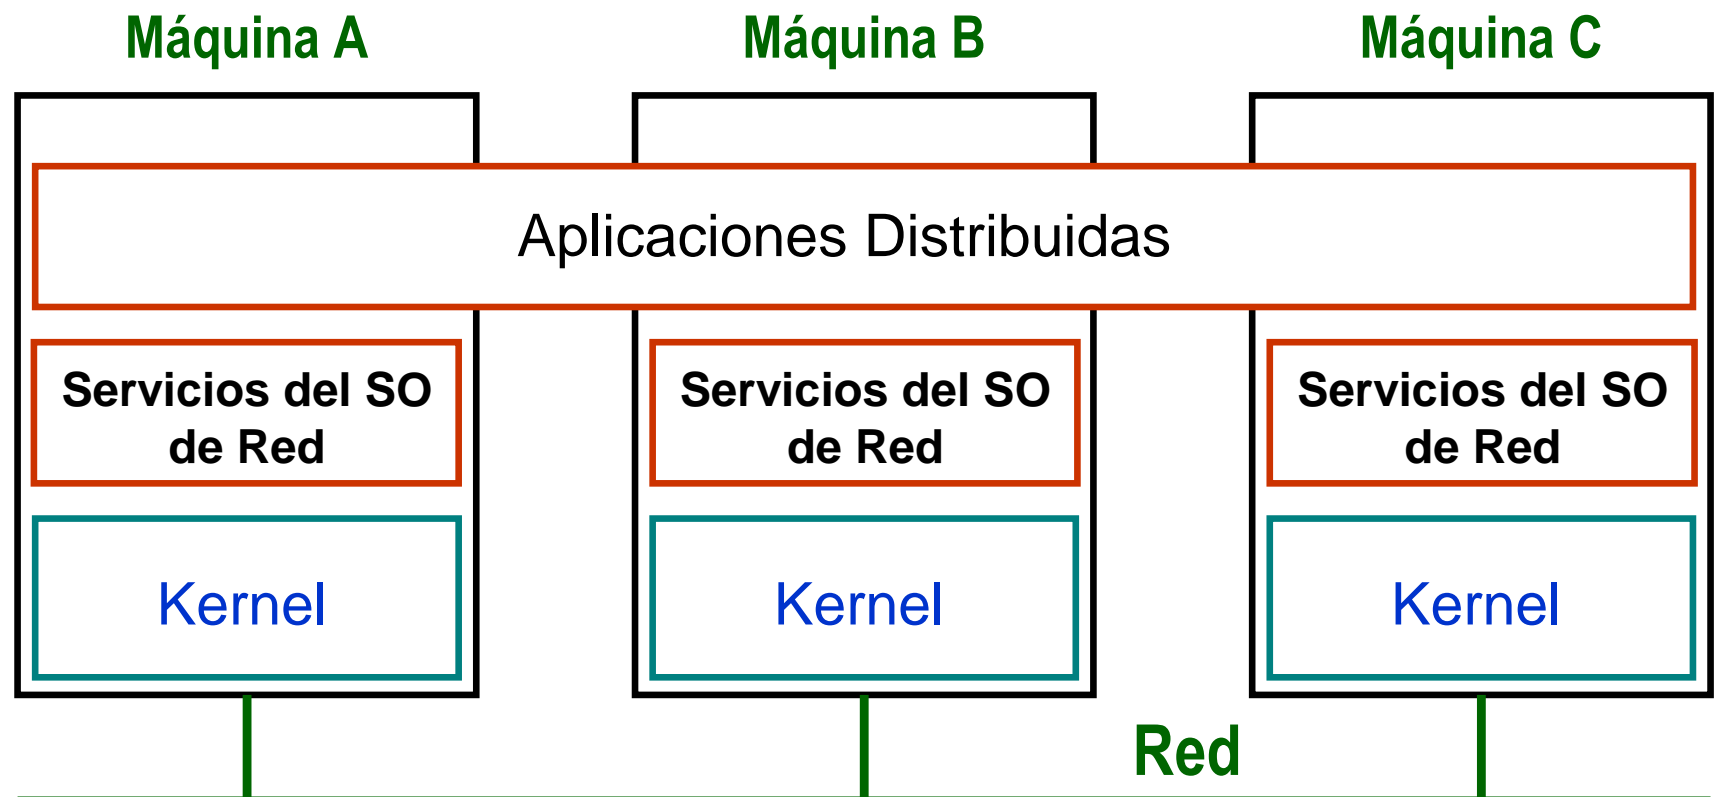 Máquina A
Máquina B
Máquina C
Aplicaciones Distribuidas
Servicios del SO
de Red
Servicios del SO
de Red
Servicios del SO
de Red
Kernel
Kernel
Kernel
Red